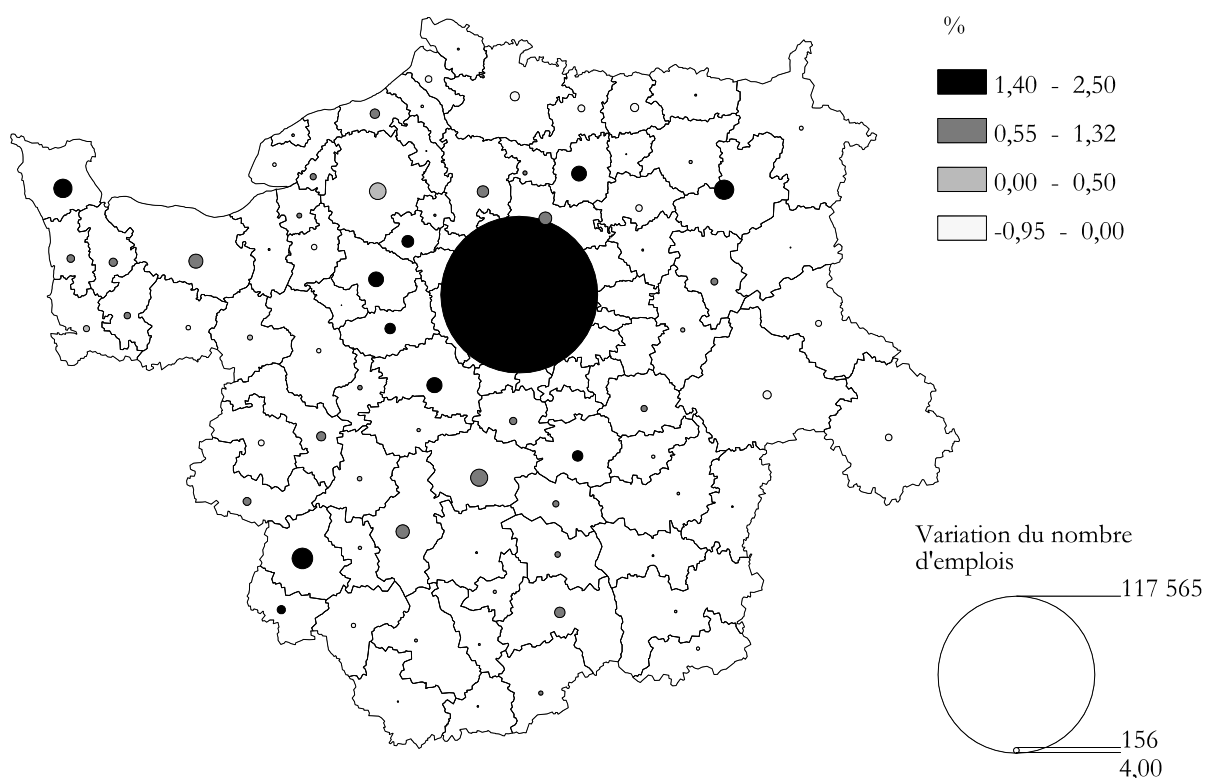 %
1,40 - 2,50
0,55 - 1,32
0,00 - 0,50
-0,95 - 0,00
Variation du nombre
d'emplois
117 565
156
4,00